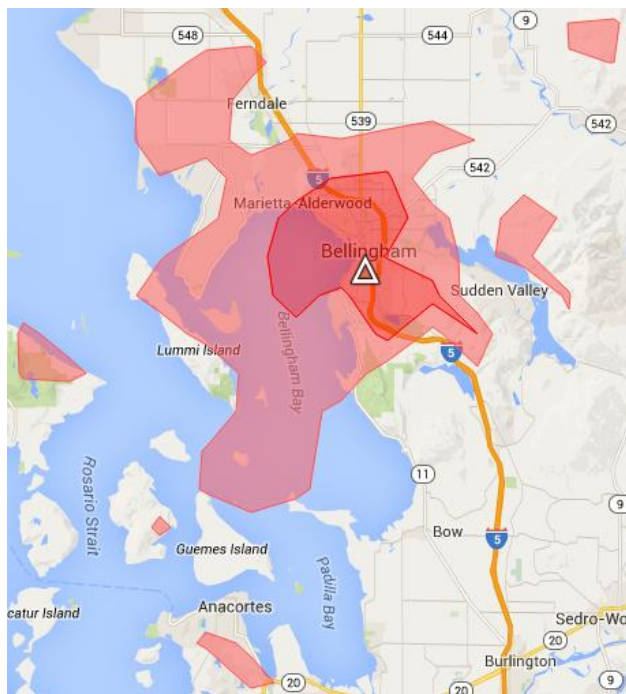 9
548
544
Ferndale
539
542
542
5
Marietta-Alderwood
Bellingham
Sudden Valley
Lummi Island
Bellingham Bay
5
11
9
Rosario Strait
Bow
5
Guemes Island
Padilla Bay
Anacortes
catur Island
Sedro-Wo
20
20
Burlington
20
9